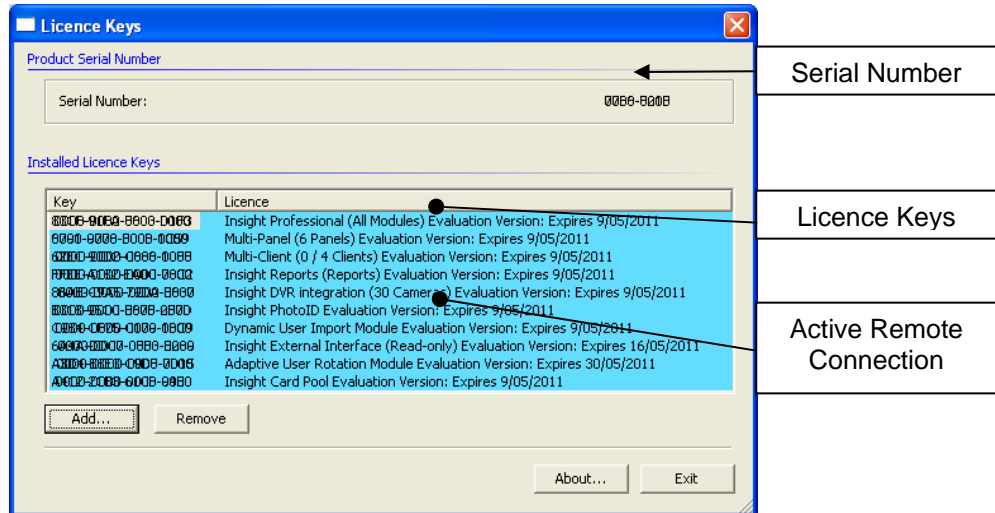 Licence Keys
Product Serial Number
Serial Number
Serial Number:
Installed Licence Keys
Key Licence
Insight Professional (All Modules) Evaluation Version: Expires 9/05/2011
Licence Keys
Multi-Panel (6 Panels) Evaluation Version: Expires 9/05/2011
Multi-Client (0 / 4 Clients) Evaluation Version: Expires 9/05/2011
Insight Reports (Reports) Evaluation Version: Expires 9/05/2011
Insight DVR integration (30 Cameras) Evaluation Version: Expires 9/05/2011
Insight PhotoID Evaluation Version: Expires 9/05/2011
Dynamic User Import Module Evaluation Version: Expires 9/05/2011
Insight External Interface (Read-only) Evaluation Version: Expires 16/05/2011
Adaptive User Rotation Module Evaluation Version: Expires 30/05/2011
Insight Card Pool Evaluation Version: Expires 9/05/2011
Active Remote
Connection
Add... Remove
About... Exit